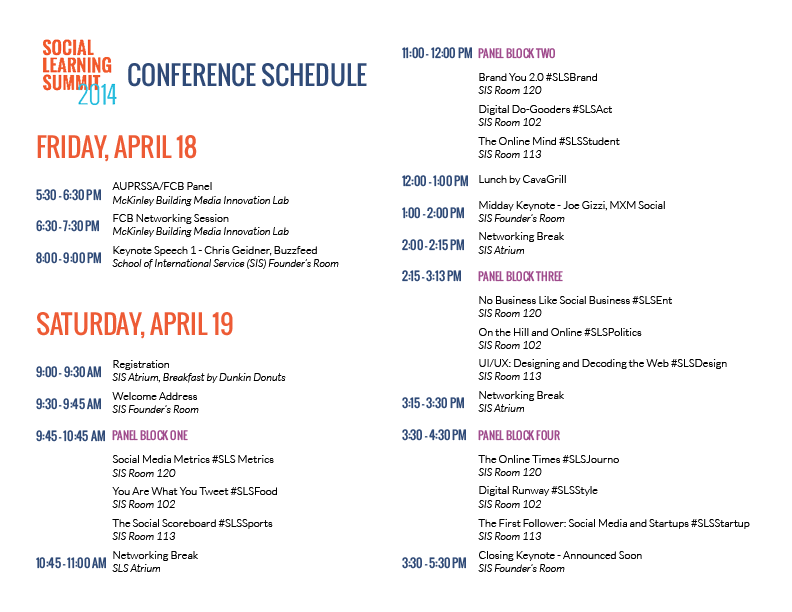 SOCIAL
LEARNING
SUMMIT
2014
CONFERENCE SCHEDULE
FRIDAY, APRIL 18
5:30 - 6:30 PM
AUPRSSA/FCB Panel
McKinley Building Media Innovation Lab
6:30 - 7:30 PM
FCB Networking Session
McKinley Building Media Innovation Lab
8:00 - 9:00 PM
Keynote Speech 1 - Chris Geidner, Buzzfeed
School of International Service (SIS) Founder's Room
SATURDAY, APRIL 19
9:00 - 9:30 AM
Registration
SIS Atrium, Breakfast by Dunkin Donuts
9:30 - 9:45 AM
Welcome Address
SIS Founder's Room
9:45 - 10:45 AM PANEL BLOCK ONE
Social Media Metrics #SLS Metrics
SIS Room 120
You Are What You Tweet #SLSFood
SIS Room 102
The Social Scoreboard #SLSSports
SIS Room 113
10:45 - 11:00 AM
Networking Break
SLS Atrium
11:00 - 12:00 PM PANEL BLOCK TWO
Brand You 2.0 #SLSBrand
SIS Room 120
Digital Do-Gooders #SLSAct
SIS Room 102
The Online Mind #SLSStudent
SIS Room 113
12:00 - 1:00 PM Lunch by CavaGrill
1:00 - 2:00 PM
Midday Keynote - Joe Gizzi, MXM Social
SIS Founder's Room
2:00 - 2:15 PM
Networking Break
SIS Atrium
2:15 - 3:13 PM PANEL BLOCK THREE
No Business Like Social Business #SLSEnt
SIS Room 120
On the Hill and Online #SLSPolitics
SIS Room 102
UI/UX: Designing and Decoding the Web #SLSDesign
SIS Room 113
3:15 - 3:30 PM
Networking Break
SIS Atrium
3:30 - 4:30 PM PANEL BLOCK FOUR
The Online Times #SLSJourno
SIS Room 120
Digital Runway #SLSStyle
SIS Room 102
The First Follower: Social Media and Startups #SLSStartup
SIS Room 113
3:30 - 5:30 PM
Closing Keynote - Announced Soon
SIS Founder's Room